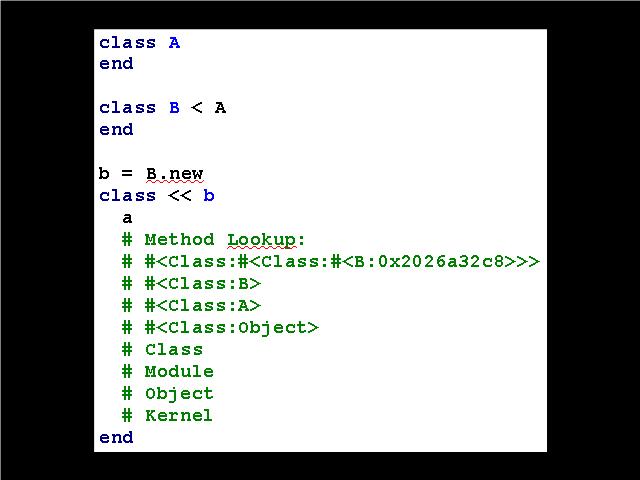 class A
end
class B < A
end
b = B.new
class << b
a
# Method Lookup:
# #<Class:#<Class:#<B:0x2026a32c8>>>
# #<Class:B>
# #<Class:A>
# #<Class:Object>
# Class
# Module
# Object
# Kernel
end